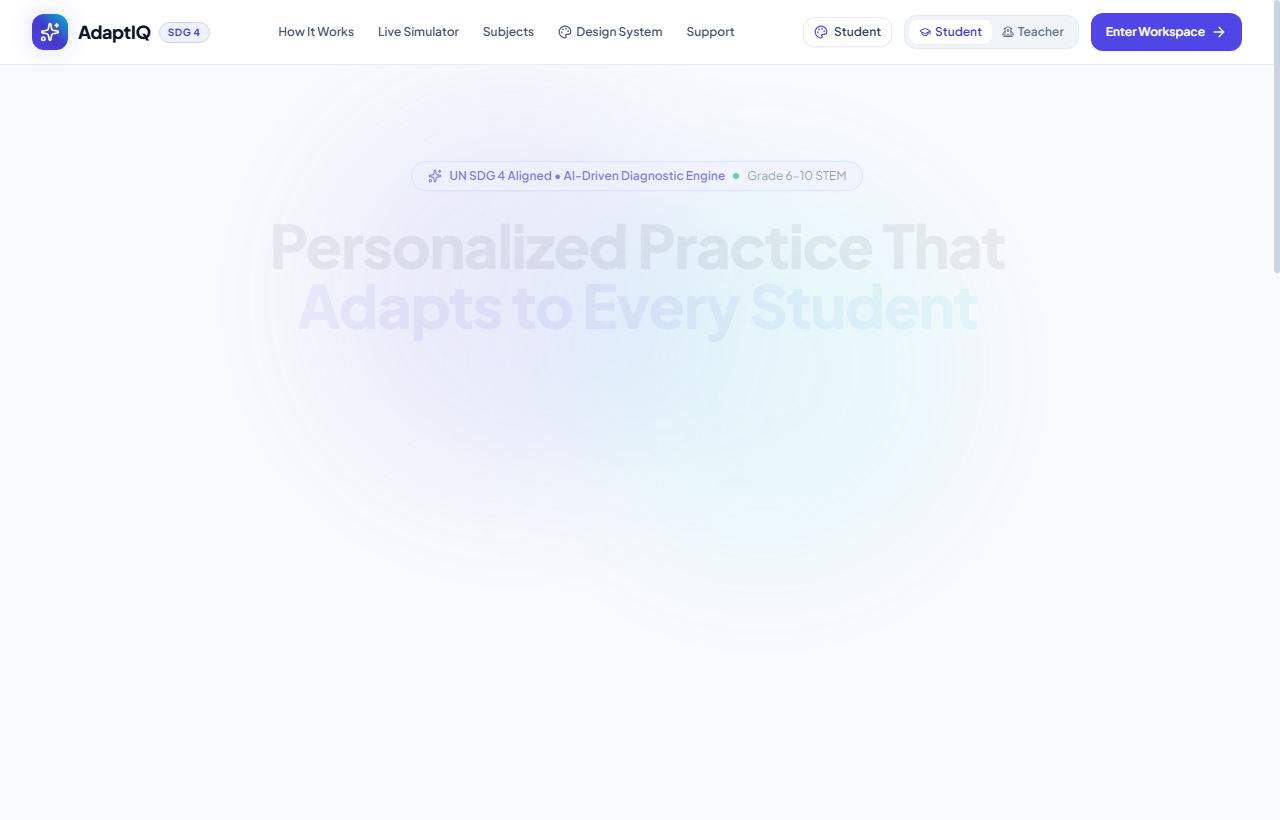 AdaptIQ SDG 4 How It Works Live Simulator Subjects Design System Support Student Student Teacher Enter Workspace →
UN SDG 4 Aligned • AI-Driven Diagnostic Engine • Grade 6–10 STEM
Personalized Practice That
Adapts to Every Student